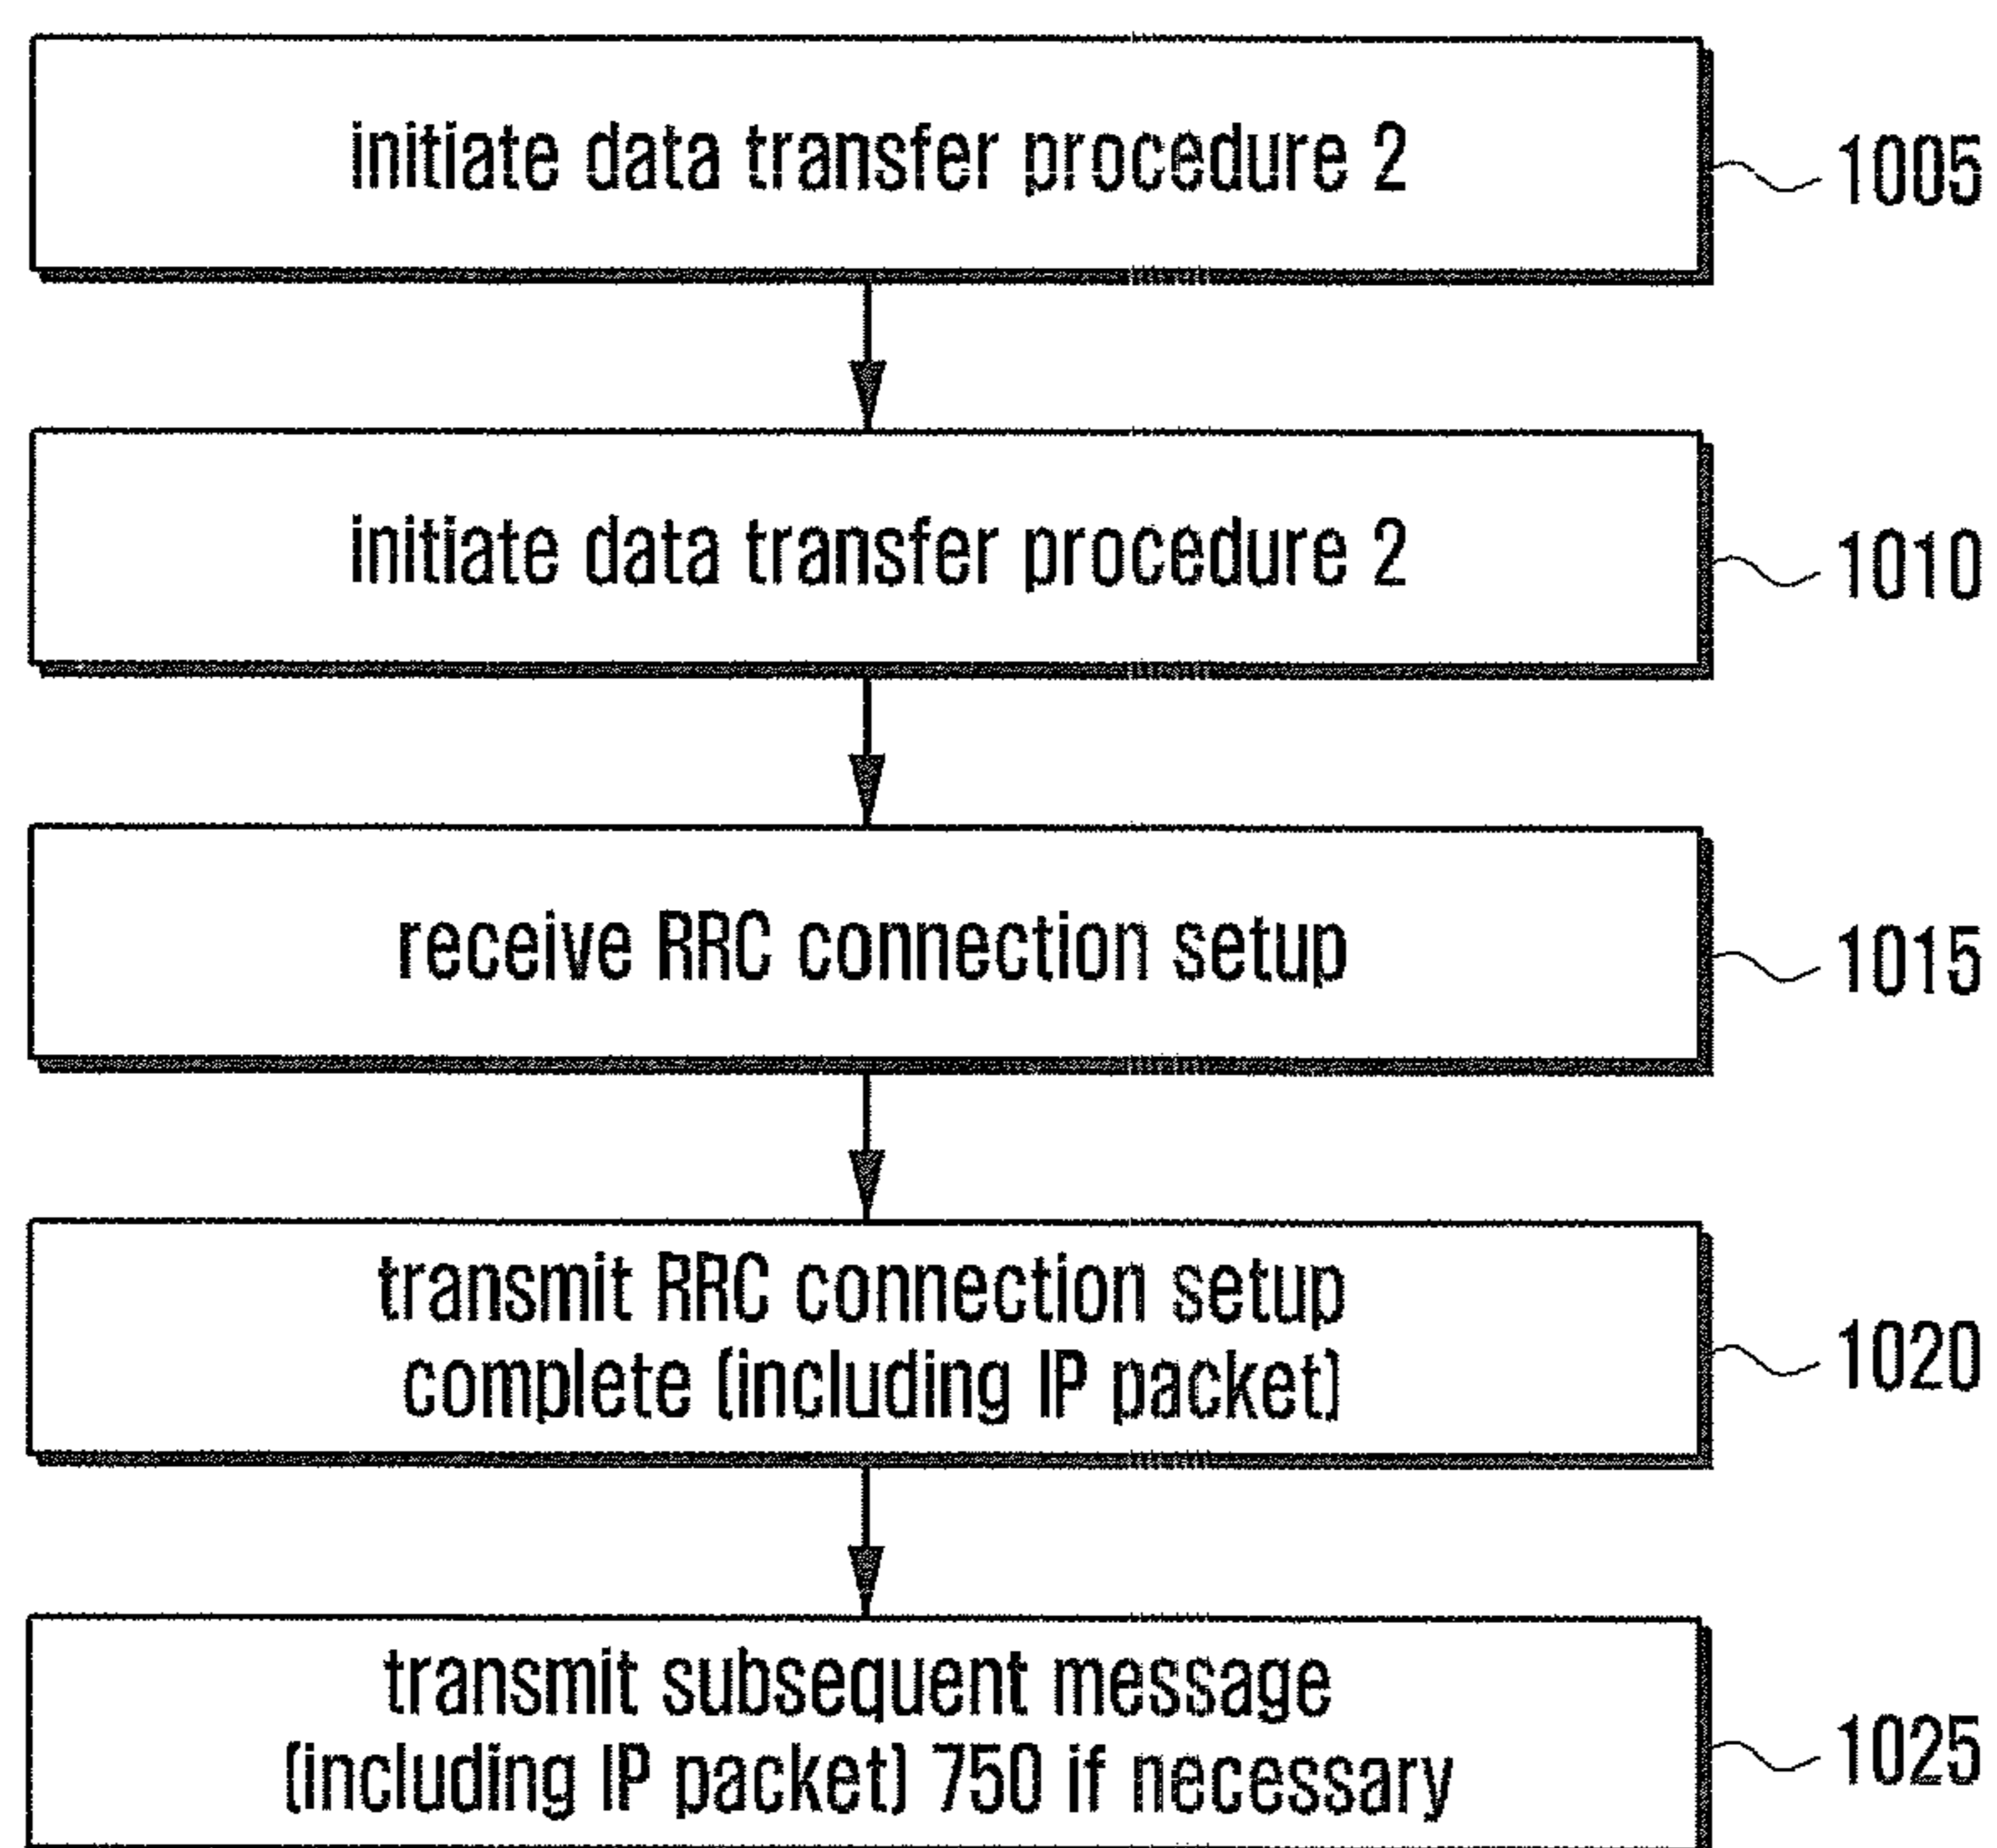 initiate data transfer procedure 2
1005
initiate data transfer procedure 2
1010
receive RRC connection setup
1015
transmit RRC connection setup
complete (including IP packet)
1020
transmit subsequent message
(including IP packet) 750 if necessary
1025